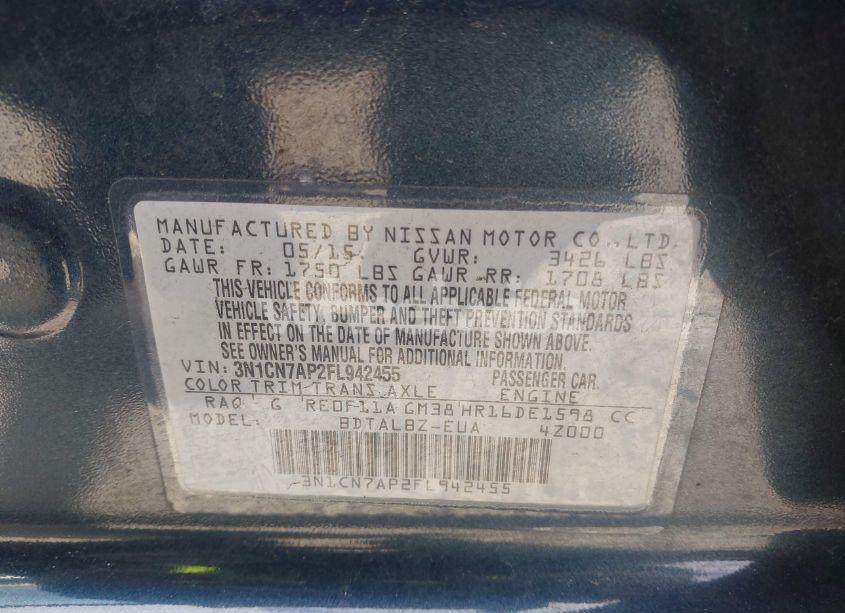 MANUFACTURED BY NISSAN MOTOR CO., LTD.
DATE: 05/15 GVWR: 3426 LBS
GAWR FR: 1750 LBS GAWR RR: 1708 LBS
THIS VEHICLE CONFORMS TO ALL APPLICABLE FEDERAL MOTOR
VEHICLE SAFETY, BUMPER AND THEFT PREVENTION STANDARDS
IN EFFECT ON THE DATE OF MANUFACTURE SHOWN ABOVE.
SEE OWNER'S MANUAL FOR ADDITIONAL INFORMATION.
VIN: 3N1CN7AP2FL942455 PASSENGER CAR.
COLOR TRIM-TRANS AXLE ENGINE
RAQ G RE0F11A GM38 HR16DE1598 CC
MODEL: BDTALBZ-EUA 4Z000
3N1CN7AP2FL942455